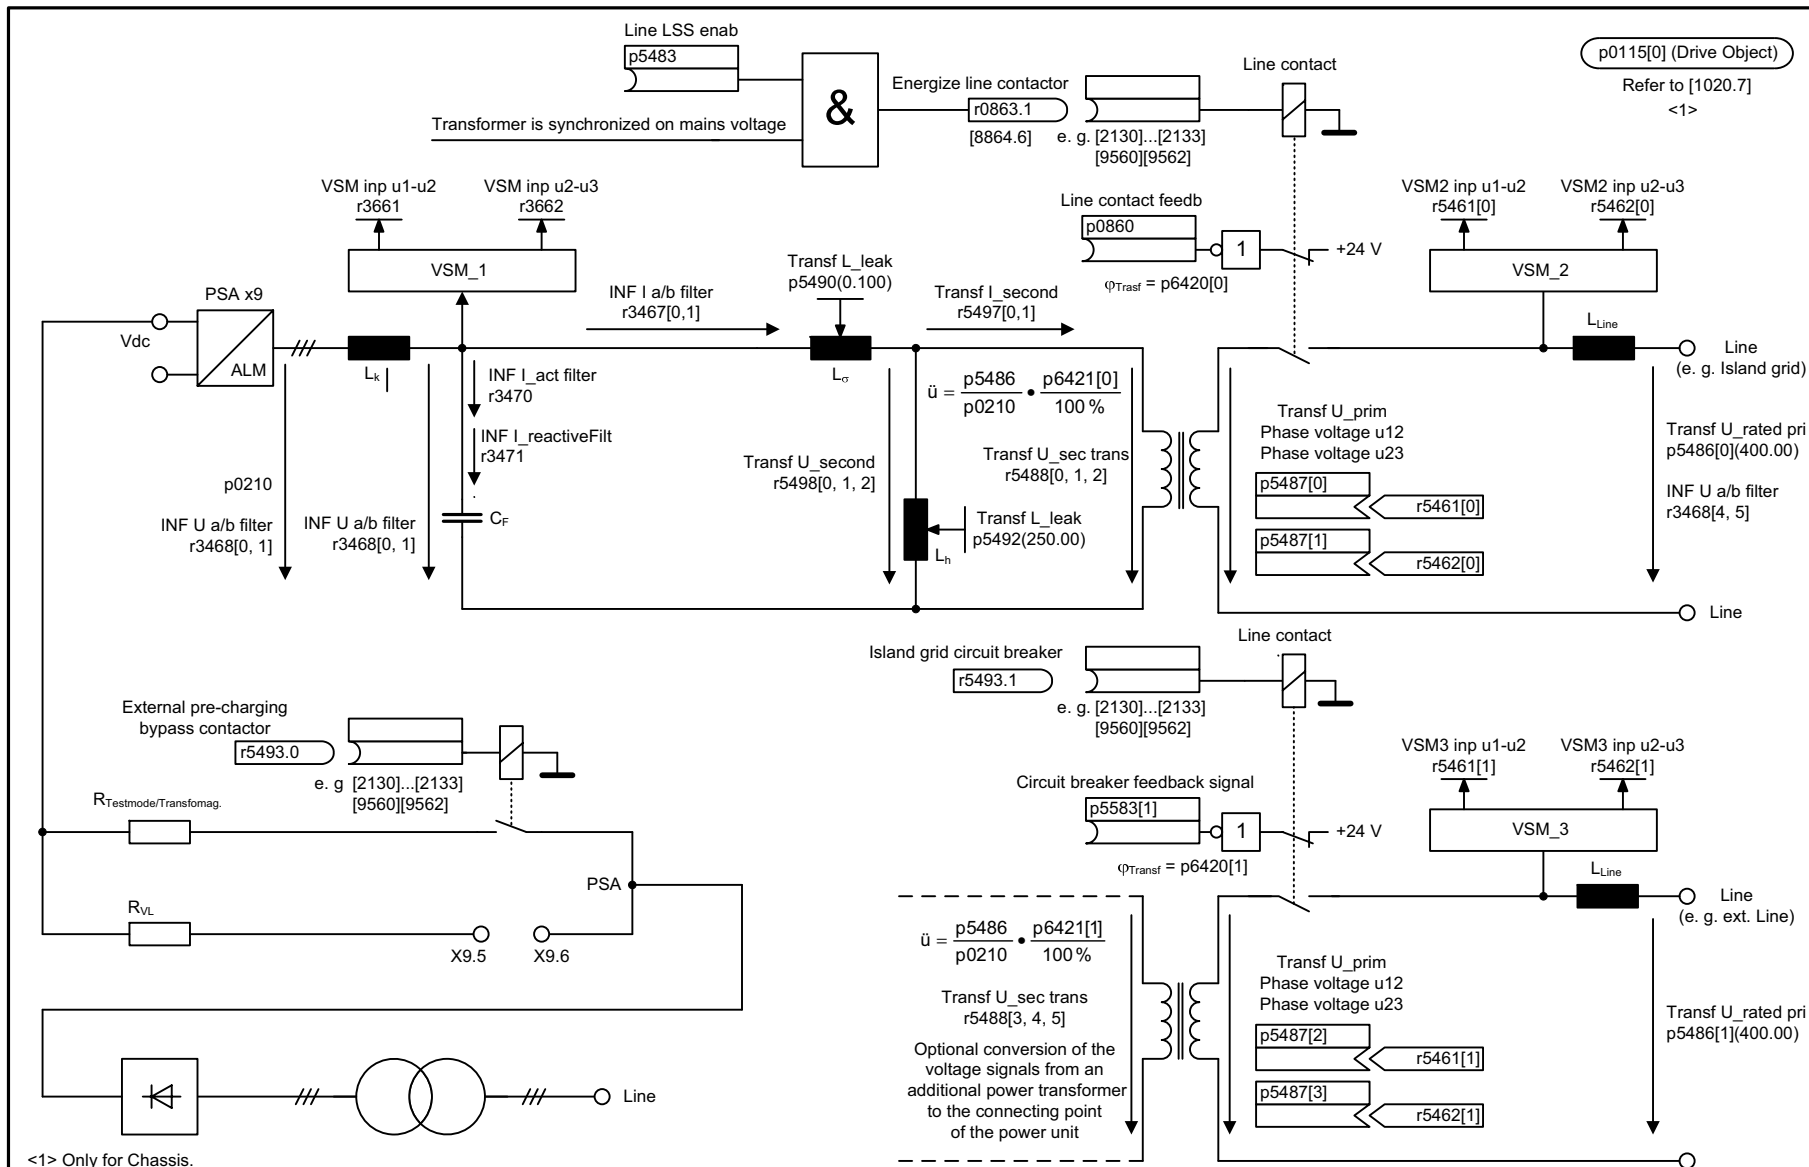 Line LSS enab
p5483
Transformer is synchronized on mains voltage
&
Energize line contactor
r0863.1
[8864.6]
e. g. [2130]...[2133]
[9560][9562]
Line contact
p0115[0] (Drive Object)
Refer to [1020.7]
<1>
VSM inp u1-u2
r3661
VSM inp u2-u3
r3662
VSM_1
Line contact feedb
p0860
1
+24 V
φTrasf = p6420[0]
VSM2 inp u1-u2
r5461[0]
VSM2 inp u2-u3
r5462[0]
VSM_2
PSA x9
Vdc
ALM
Lk
INF I a/b filter
r3467[0,1]
Transf L_leak
p5490(0.100)
Lσ
Transf I_second
r5497[0,1]
LLine
Line
(e. g. Island grid)
INF I_act filter
r3470
INF I_reactiveFilt
r3471
CF
p0210
INF U a/b filter
r3468[0, 1]
INF U a/b filter
r3468[0, 1]
Transf U_second
r5498[0, 1, 2]
ü = p5486 / p0210 • p6421[0] / 100 %
Transf U_sec trans
r5488[0, 1, 2]
Transf L_leak
p5492(250.00)
Lh
Transf U_prim
Phase voltage u12
Phase voltage u23
p5487[0]
r5461[0]
p5487[1]
r5462[0]
Transf U_rated pri
p5486[0](400.00)
INF U a/b filter
r3468[4, 5]
Line
Island grid circuit breaker
r5493.1
e. g. [2130]...[2133]
[9560][9562]
Line contact
External pre-charging
bypass contactor
r5493.0
e. g [2130]...[2133]
[9560][9562]
Circuit breaker feedback signal
p5583[1]
1
+24 V
φTransf = p6420[1]
VSM3 inp u1-u2
r5461[1]
VSM3 inp u2-u3
r5462[1]
VSM_3
RTestmode/Transfomag.
PSA
RVL
X9.5
X9.6
LLine
Line
(e. g. ext. Line)
ü = p5486 / p0210 • p6421[1] / 100 %
Transf U_sec trans
r5488[3, 4, 5]
Optional conversion of the
voltage signals from an
additional power transformer
to the connecting point
of the power unit
Transf U_prim
Phase voltage u12
Phase voltage u23
p5487[2]
r5461[1]
p5487[3]
r5462[1]
Transf U_rated pri
p5486[1](400.00)
Line
<1> Only for Chassis.